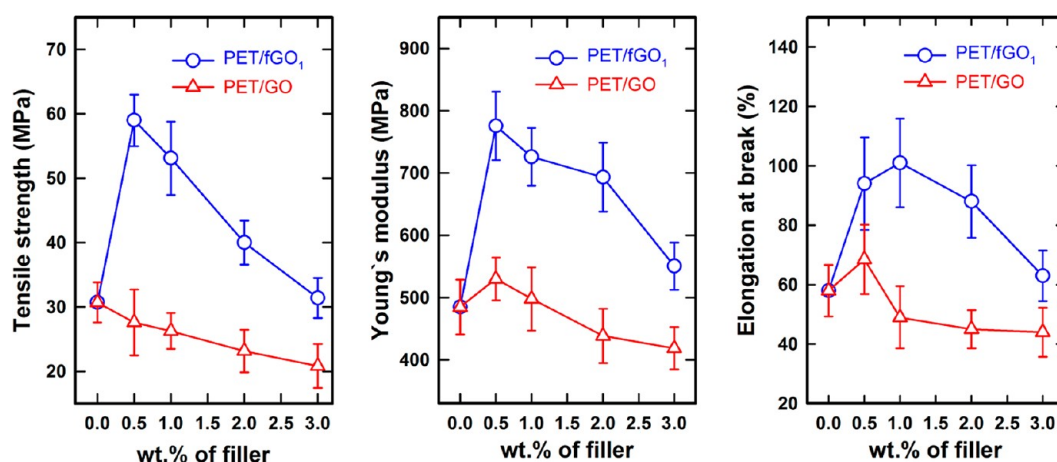 Tensile strength (MPa)
70
60
50
40
30
20
PET/fGO₁
PET/GO
0.0 0.5 1.0 1.5 2.0 2.5 3.0
wt.% of filler
Young`s modulus (MPa)
900
800
700
600
500
400
PET/fGO₁
PET/GO
0.0 0.5 1.0 1.5 2.0 2.5 3.0
wt.% of filler
Elongation at break (%)
140
120
100
80
60
40
20
PET/fGO₁
PET/GO
0.0 0.5 1.0 1.5 2.0 2.5 3.0
wt.% of filler